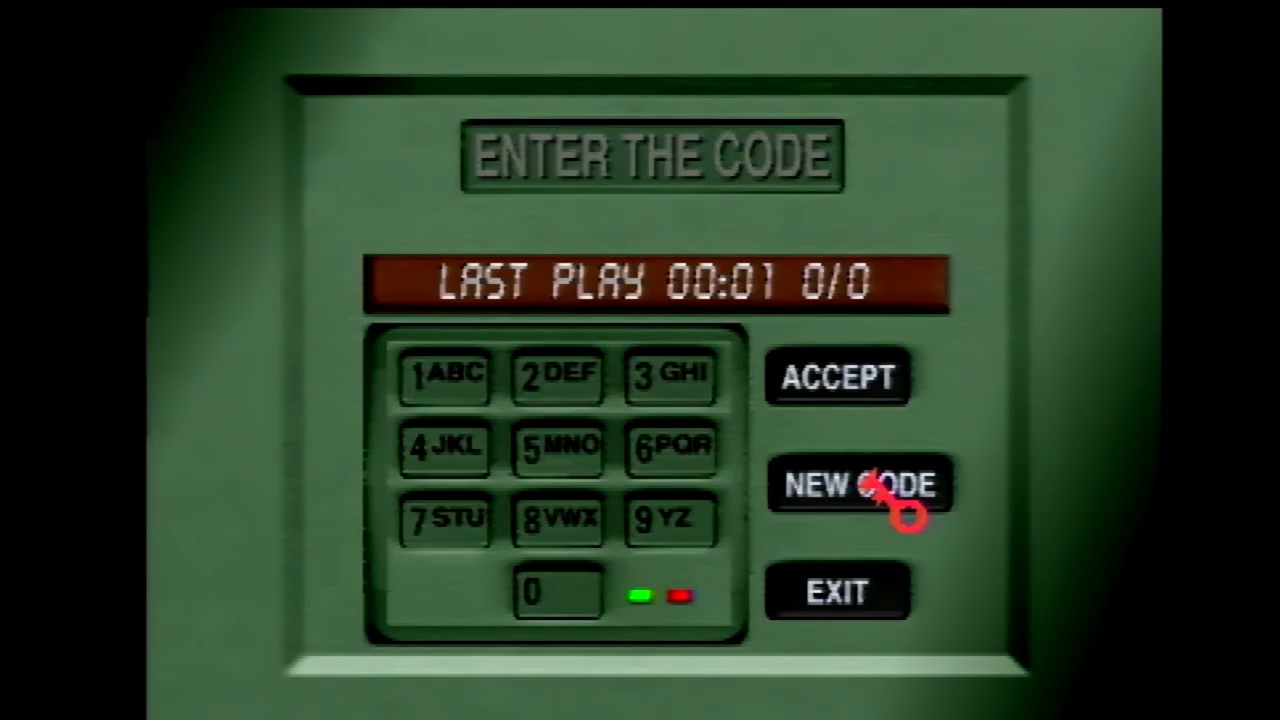 ENTER THE CODE
LAST PLAY 00:01 0/0
1ABC 2DEF 3GHI
ACCEPT
4JKL 5MNO 6PQR
NEW CODE
7STU 8VWX 9YZ
0
EXIT